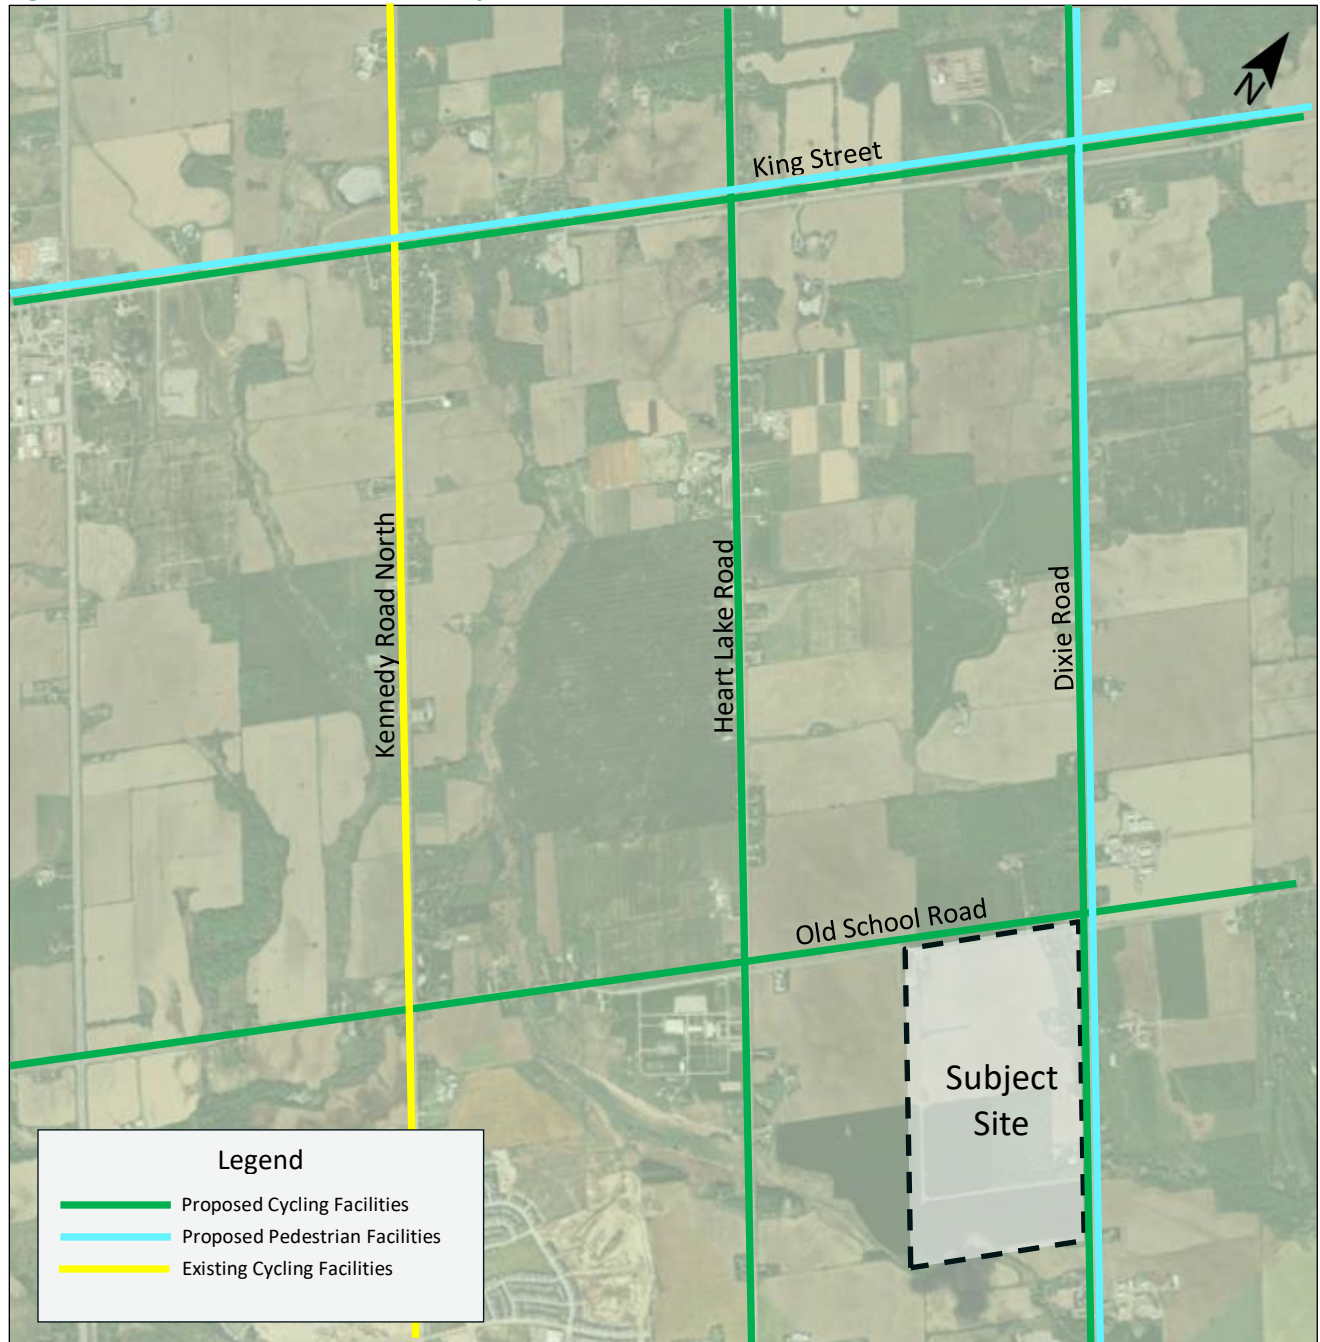 N
King Street
Kennedy Road North
Heart Lake Road
Dixie Road
Old School Road
Subject
Site
Legend
Proposed Cycling Facilities
Proposed Pedestrian Facilities
Existing Cycling Facilities